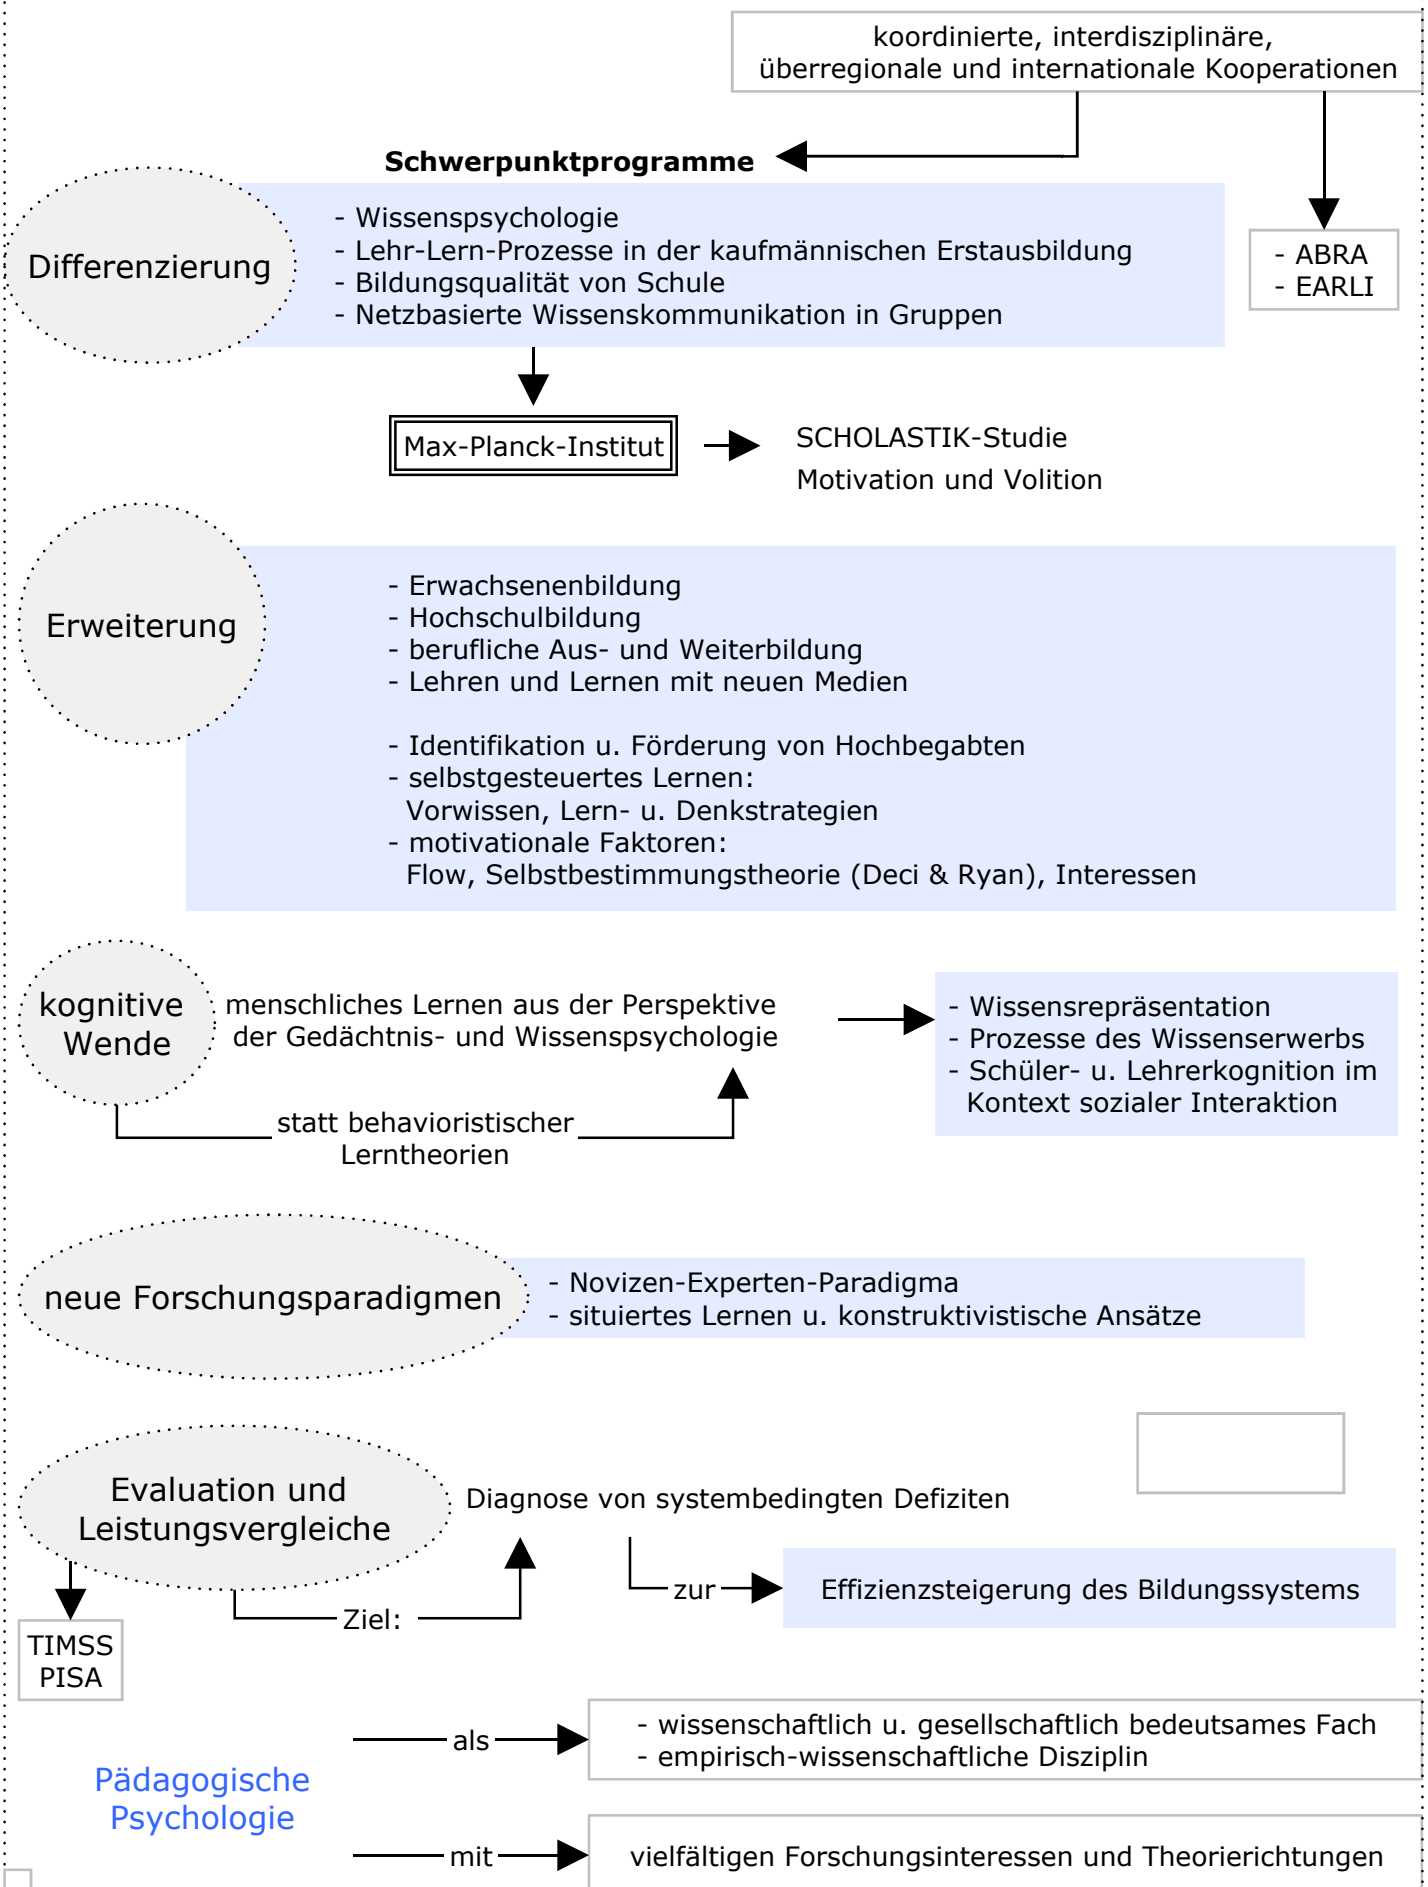 koordinierte, interdisziplinäre,
überregionale und internationale Kooperationen
Schwerpunktprogramme
Differenzierung
- Wissenspsychologie
- Lehr-Lern-Prozesse in der kaufmännischen Erstausbildung
- Bildungsqualität von Schule
- Netzbasierte Wissenskommunikation in Gruppen
- ABRA
- EARLI
Max-Planck-Institut
SCHOLASTIK-Studie
Motivation und Volition
Erweiterung
- Erwachsenenbildung
- Hochschulbildung
- berufliche Aus- und Weiterbildung
- Lehren und Lernen mit neuen Medien
- Identifikation u. Förderung von Hochbegabten
- selbstgesteuertes Lernen:
Vorwissen, Lern- u. Denkstrategien
- motivationale Faktoren:
Flow, Selbstbestimmungstheorie (Deci & Ryan), Interessen
kognitive
Wende
menschliches Lernen aus der Perspektive
der Gedächtnis- und Wissenspsychologie
- Wissensrepräsentation
- Prozesse des Wissenserwerbs
- Schüler- u. Lehrerkognition im
Kontext sozialer Interaktion
statt behavioristischer
Lerntheorien
neue Forschungsparadigmen
- Novizen-Experten-Paradigma
- situiertes Lernen u. konstruktivistische Ansätze
Evaluation und
Leistungsvergleiche
Diagnose von systembedingten Defiziten
zur
Effizienzsteigerung des Bildungssystems
Ziel:
TIMSS
PISA
Pädagogische
Psychologie
als
- wissenschaftlich u. gesellschaftlich bedeutsames Fach
- empirisch-wissenschaftliche Disziplin
mit
vielfältigen Forschungsinteressen und Theorierichtungen